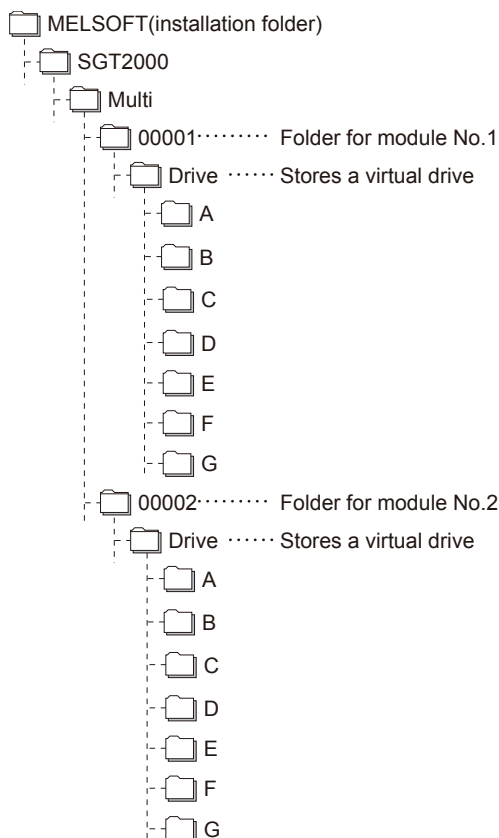 MELSOFT(installation folder)
SGT2000
Multi
00001········· Folder for module No.1
Drive ······ Stores a virtual drive
A
B
C
D
E
F
G
00002········· Folder for module No.2
Drive ······ Stores a virtual drive
A
B
C
D
E
F
G